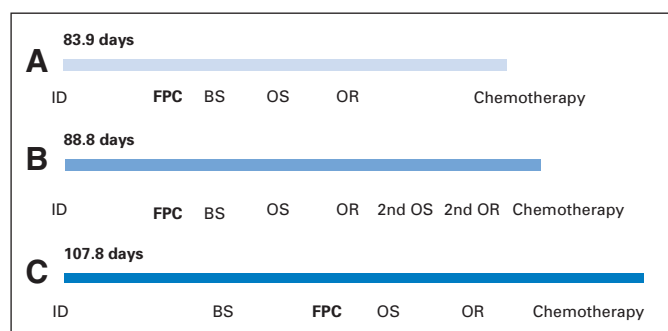 83.9 days
A
ID FPC BS OS OR Chemotherapy
88.8 days
B
ID FPC BS OS OR 2nd OS 2nd OR Chemotherapy
107.8 days
C
ID BS FPC OS OR Chemotherapy